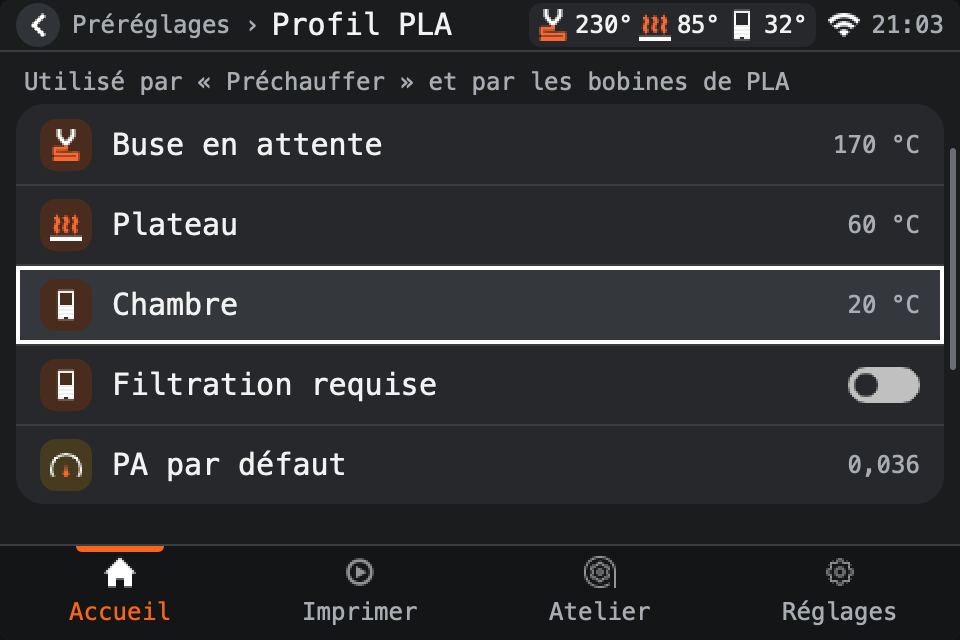 Préréglages › Profil PLA 230° 85° 32° 21:03
Utilisé par « Préchauffer » et par les bobines de PLA
Buse en attente 170 °C
Plateau 60 °C
Chambre 20 °C
Filtration requise
PA par défaut 0,036
Accueil Imprimer Atelier Réglages